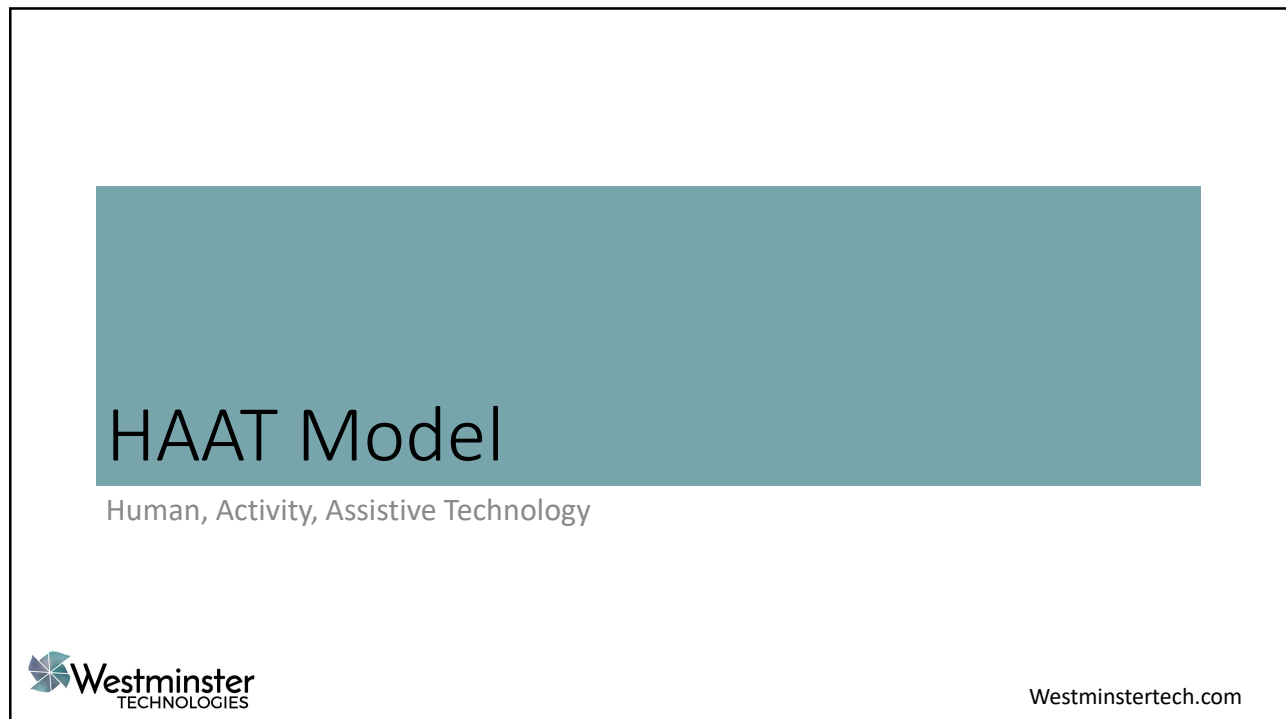 HAAT Model
Human, Activity, Assistive Technology
Westminster
TECHNOLOGIES
Westminstertech.com